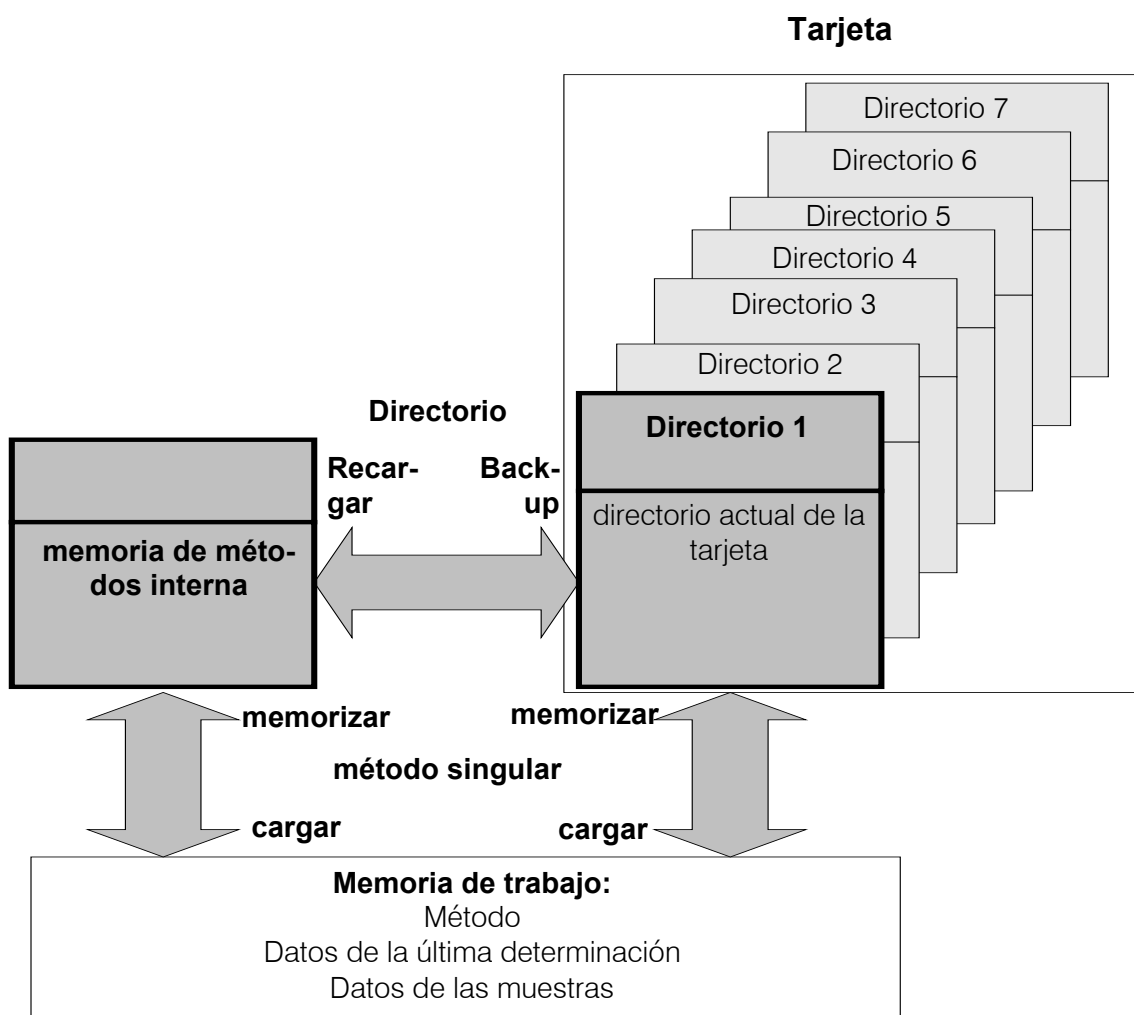 Tarjeta
Directorio 7
Directorio 6
Directorio 5
Directorio 4
Directorio 3
Directorio 2
Directorio 1
directorio actual de la
tarjeta
Directorio
Recar-
gar
Back-
up
memoria de méto-
dos interna
memorizar
memorizar
método singular
cargar
cargar
Memoria de trabajo:
Método
Datos de la última determinación
Datos de las muestras